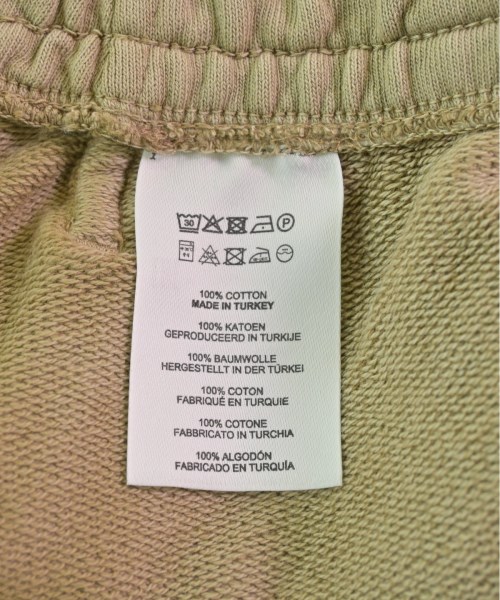 1
30 P
100% COTTON
MADE IN TURKEY
100% KATOEN
GEPRODUCEERD IN TURKIJE
100% BAUMWOLLE
HERGESTELLT IN DER TÜRKEI
100% COTON
FABRIQUÉ EN TURQUIE
100% COTONE
FABBRICATO IN TURCHIA
100% ALGODÓN
FABRICADO EN TURQUÍA